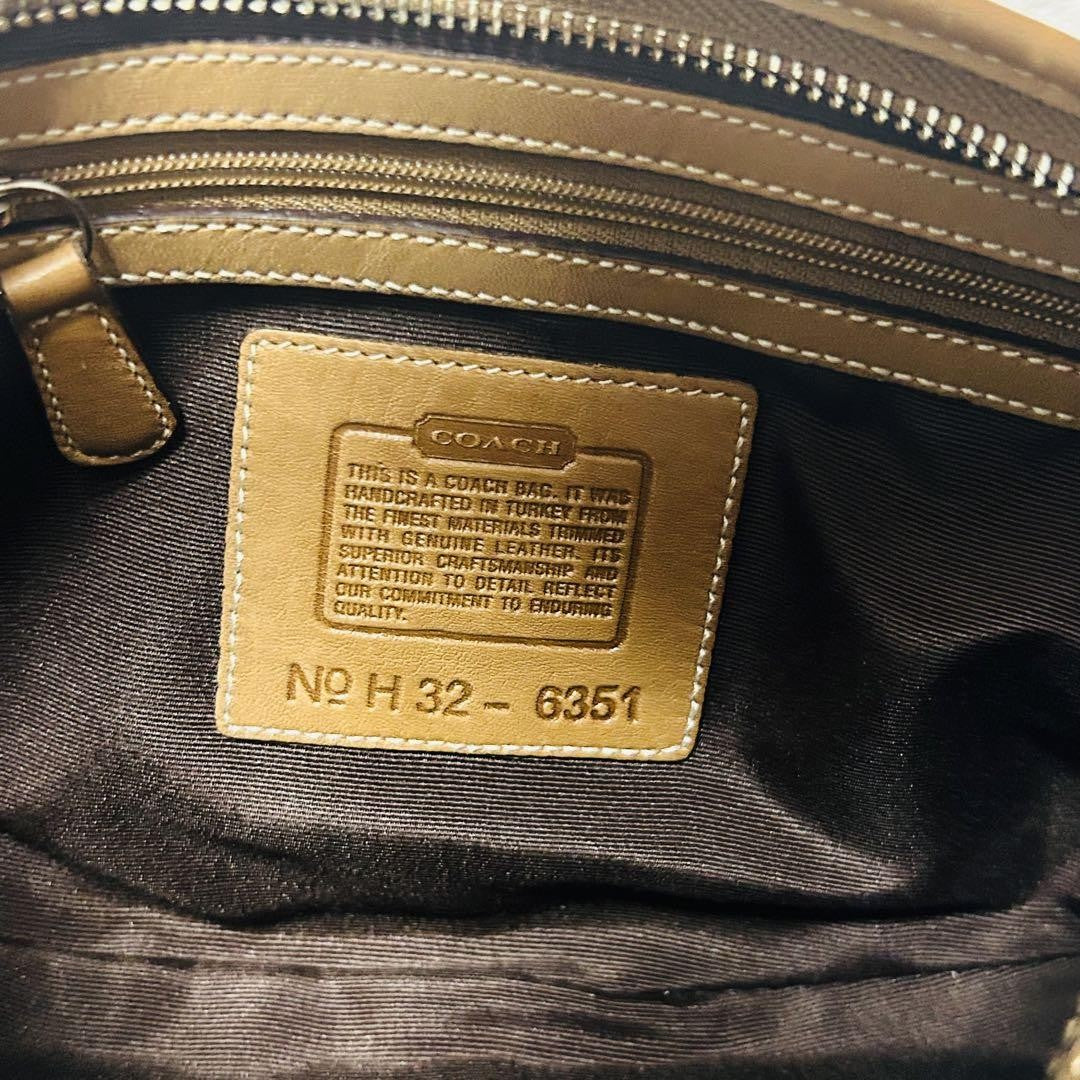 COACH
THIS IS A COACH BAG. IT WAS
HANDCRAFTED IN TURKEY FROM
THE FINEST MATERIALS TRIMMED
WITH GENUINE LEATHER. ITS
SUPERIOR CRAFTSMANSHIP AND
ATTENTION TO DETAIL REFLECT
OUR COMMITMENT TO ENDURING
QUALITY.
Nº H 32 - 6351